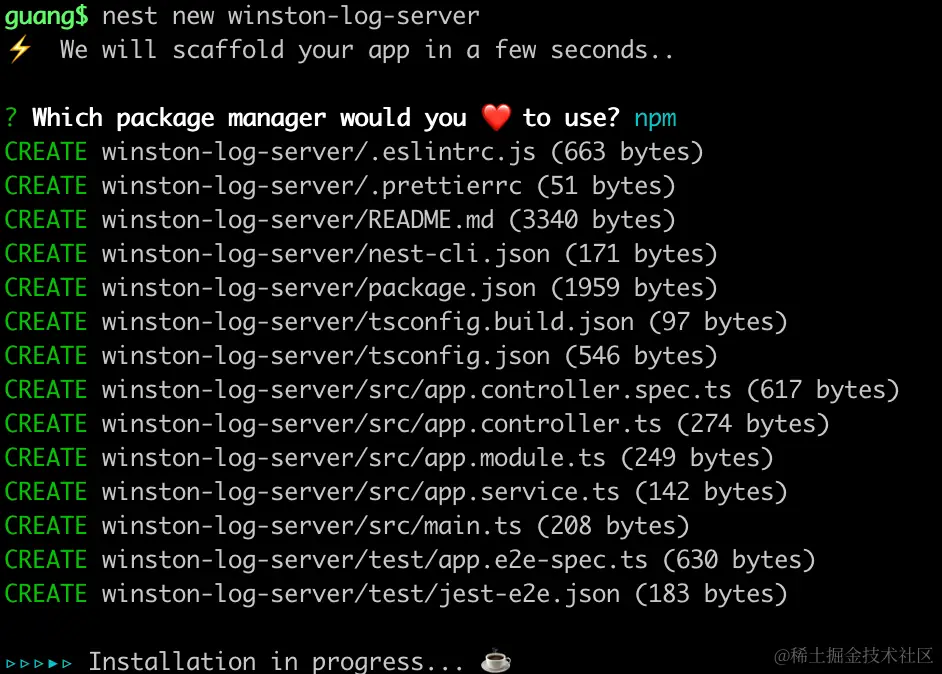 guang$ nest new winston-log-server
⚡ We will scaffold your app in a few seconds..
? Which package manager would you ❤️ to use? npm
CREATE winston-log-server/.eslintrc.js (663 bytes)
CREATE winston-log-server/.prettierrc (51 bytes)
CREATE winston-log-server/README.md (3340 bytes)
CREATE winston-log-server/nest-cli.json (171 bytes)
CREATE winston-log-server/package.json (1959 bytes)
CREATE winston-log-server/tsconfig.build.json (97 bytes)
CREATE winston-log-server/tsconfig.json (546 bytes)
CREATE winston-log-server/src/app.controller.spec.ts (617 bytes)
CREATE winston-log-server/src/app.controller.ts (274 bytes)
CREATE winston-log-server/src/app.module.ts (249 bytes)
CREATE winston-log-server/src/app.service.ts (142 bytes)
CREATE winston-log-server/src/main.ts (208 bytes)
CREATE winston-log-server/test/app.e2e-spec.ts (630 bytes)
CREATE winston-log-server/test/jest-e2e.json (183 bytes)
▹▹▹▸▹ Installation in progress... ☕
@稀土掘金技术社区